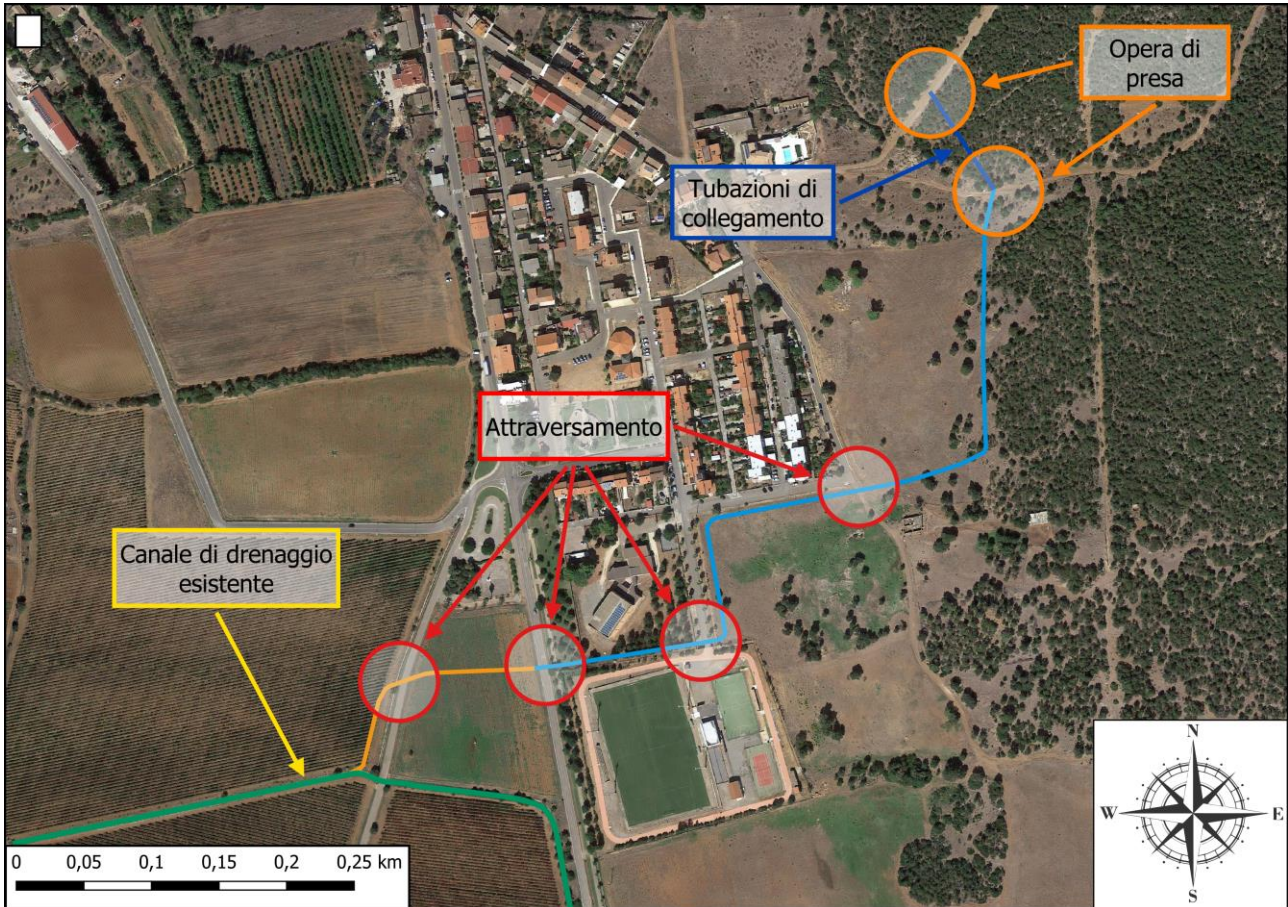 Opera di
presa
Tubazioni di
collegamento
Attraversamento
Canale di drenaggio
esistente
0 0,05 0,1 0,15 0,2 0,25 km
N
W E
S